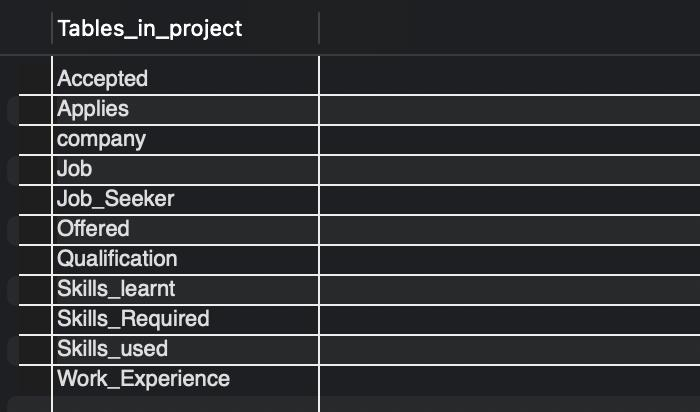 Tables_in_project
Accepted
Applies
company
Job
Job_Seeker
Offered
Qualification
Skills_learnt
Skills_Required
Skills_used
Work_Experience